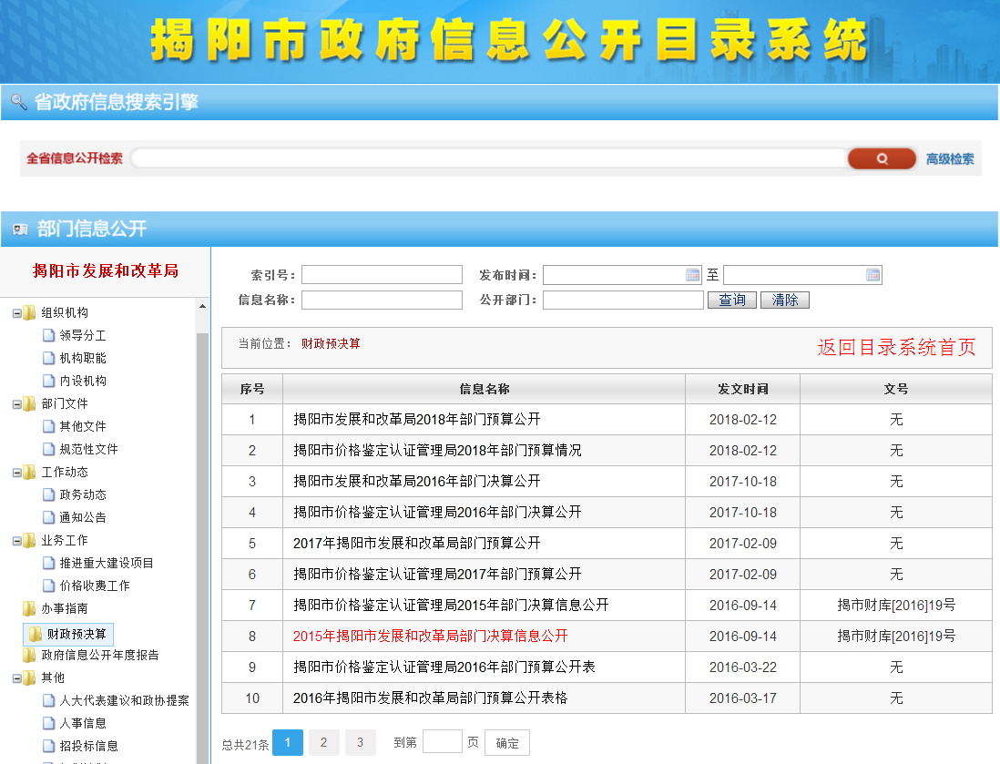 揭阳市政府信息公开目录系统
省政府信息搜索引擎
全省信息公开检索 高级检索
部门信息公开
揭阳市发展和改革局
组织机构
领导分工
机构职能
内设机构
部门文件
其他文件
规范性文件
工作动态
政务动态
通知公告
业务工作
推进重大建设项目
价格收费工作
办事指南
财政预决算
政府信息公开年度报告
其他
人大代表建议和政协提案
人事信息
招投标信息
索引号： 发布时间： 至
信息名称： 公开部门： 查询 清除
当前位置： 财政预决算 返回目录系统首页
序号 信息名称 发文时间 文号
1 揭阳市发展和改革局2018年部门预算公开 2018-02-12 无
2 揭阳市价格鉴定认证管理局2018年部门预算情况 2018-02-12 无
3 揭阳市发展和改革局2016年部门决算公开 2017-10-18 无
4 揭阳市价格鉴定认证管理局2016年部门决算公开 2017-10-18 无
5 2017年揭阳市发展和改革局部门预算公开 2017-02-09 无
6 揭阳市价格鉴定认证管理局2017年部门预算公开 2017-02-09 无
7 揭阳市价格鉴定认证管理局2015年部门决算信息公开 2016-09-14 揭市财库[2016]19号
8 2015年揭阳市发展和改革局部门决算信息公开 2016-09-14 揭市财库[2016]19号
9 揭阳市价格鉴定认证管理局2016年部门预算公开表 2016-03-22 无
10 2016年揭阳市发展和改革局部门预算公开表格 2016-03-17 无
总共21条 1 2 3 到第 页 确定